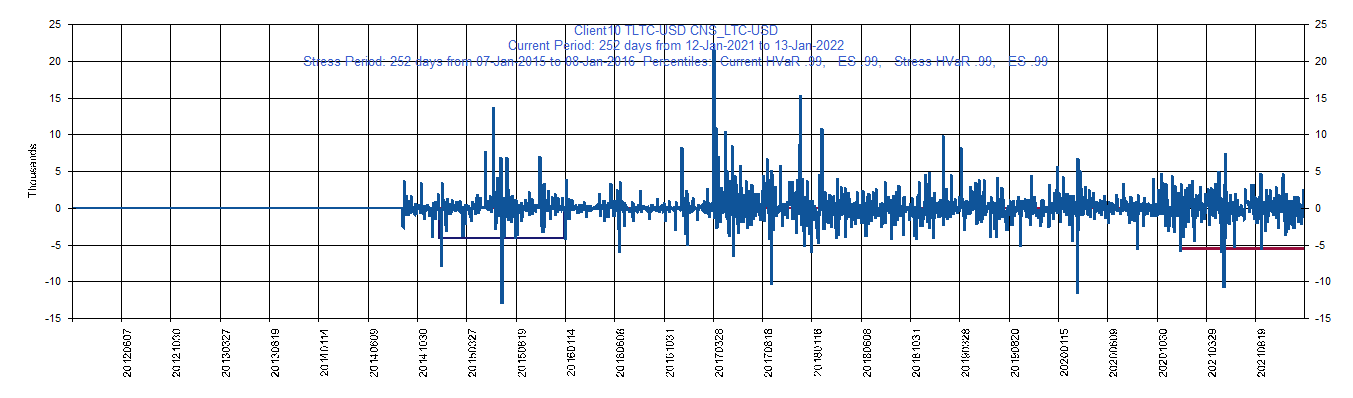 Client10 TLTC-USD CNS_LTC-USD
Current Period: 252 days from 12-Jan-2021 to 13-Jan-2022
Stress Period: 252 days from 07-Jan-2015 to 08-Jan-2016 Percentiles: Current HVaR .99, ES .99, Stress HVaR .99, ES .99
25 25
20 20
15 15
10 10
5 5
0 0
-5 -5
-10 -10
-15 -15
Thousands
20120607 20121030 20130327 20130819 20140114 20140609 20141030 20150327 20150819 20160114 20160608 20161031 20170328 20170818 20180116 20180608 20181031 20190328 20190820 20200115 20200609 20201030 20210329 20210819